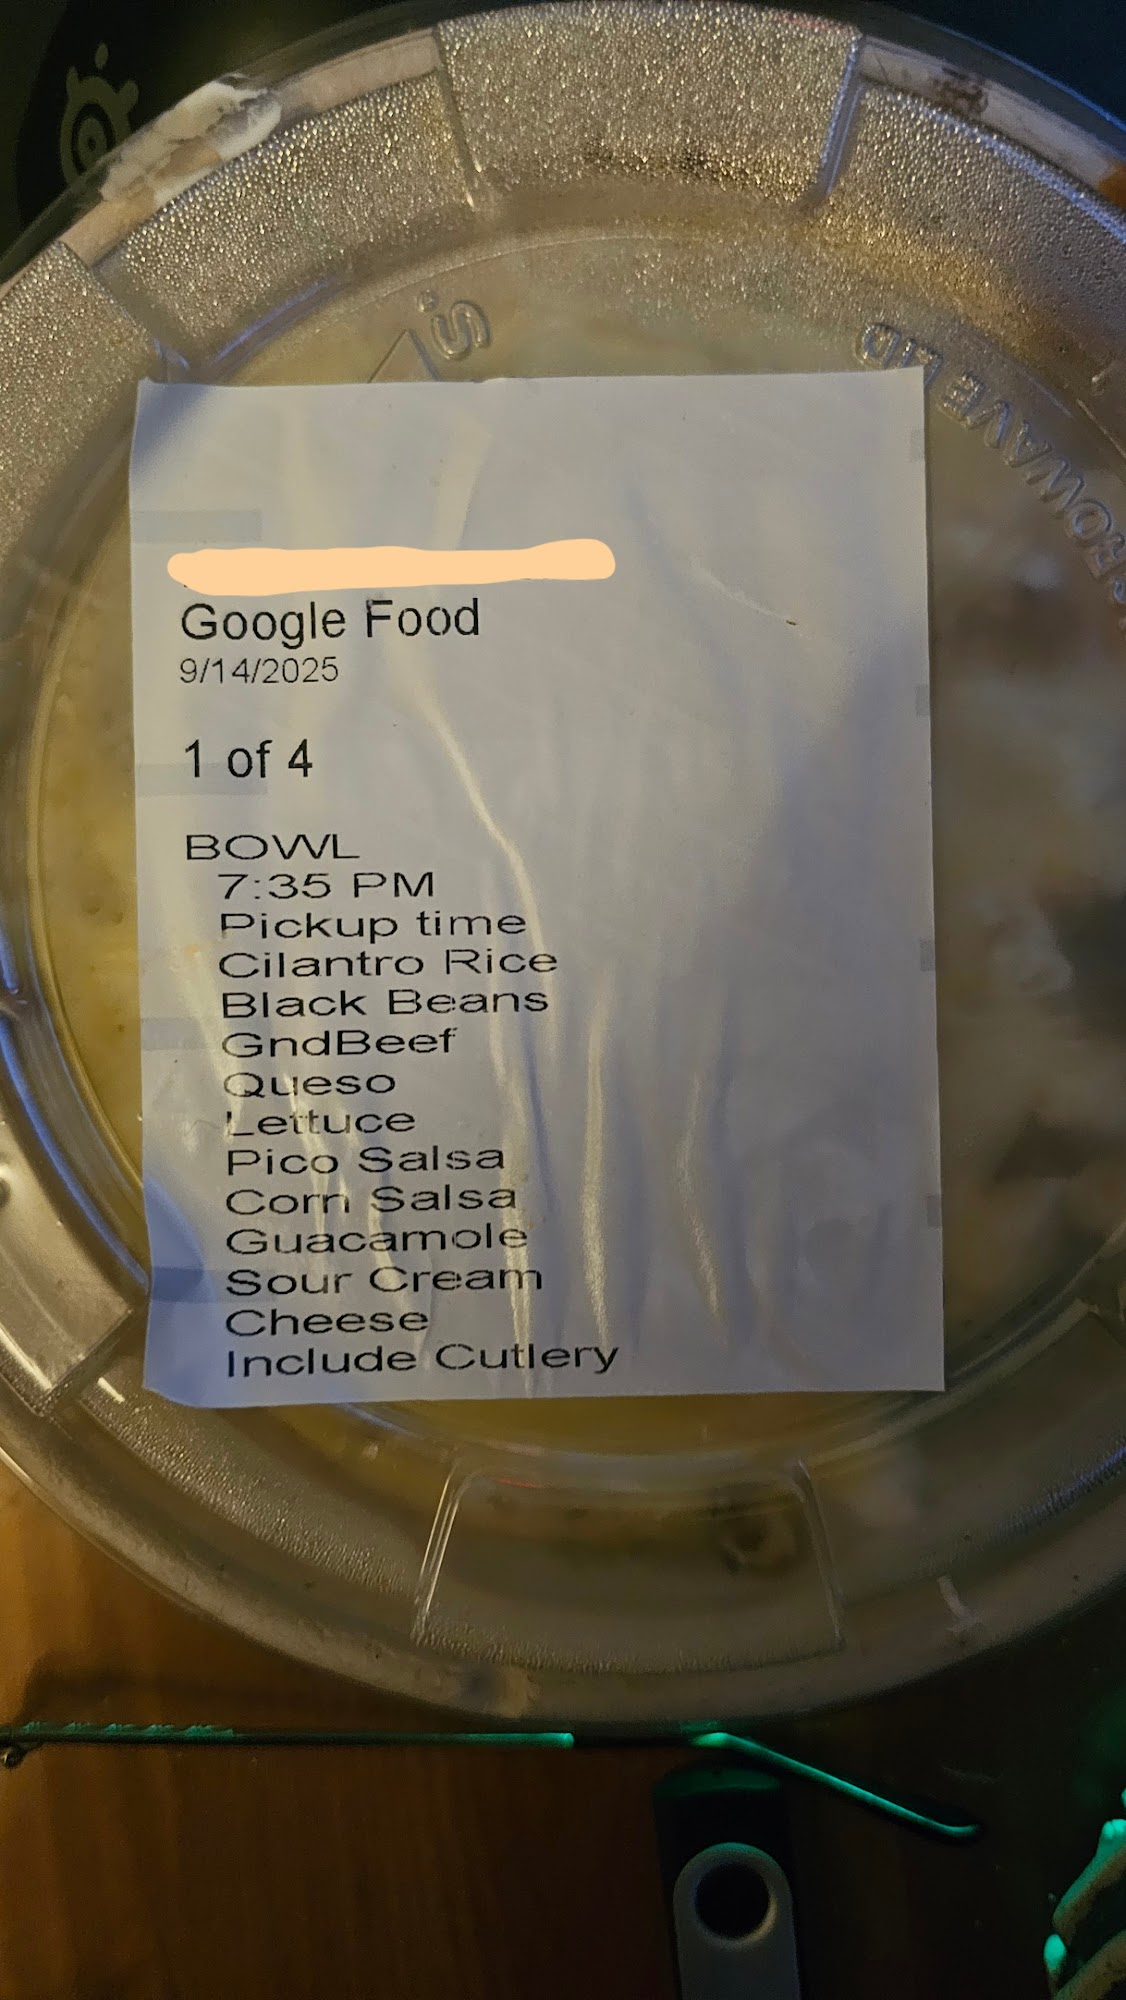 Google Food
9/14/2025
1 of 4
BOWL
7:35 PM
Pickup time
Cilantro Rice
Black Beans
GndBeef
Queso
Lettuce
Pico Salsa
Corn Salsa
Guacamole
Sour Cream
Cheese
Include Cutlery
LID